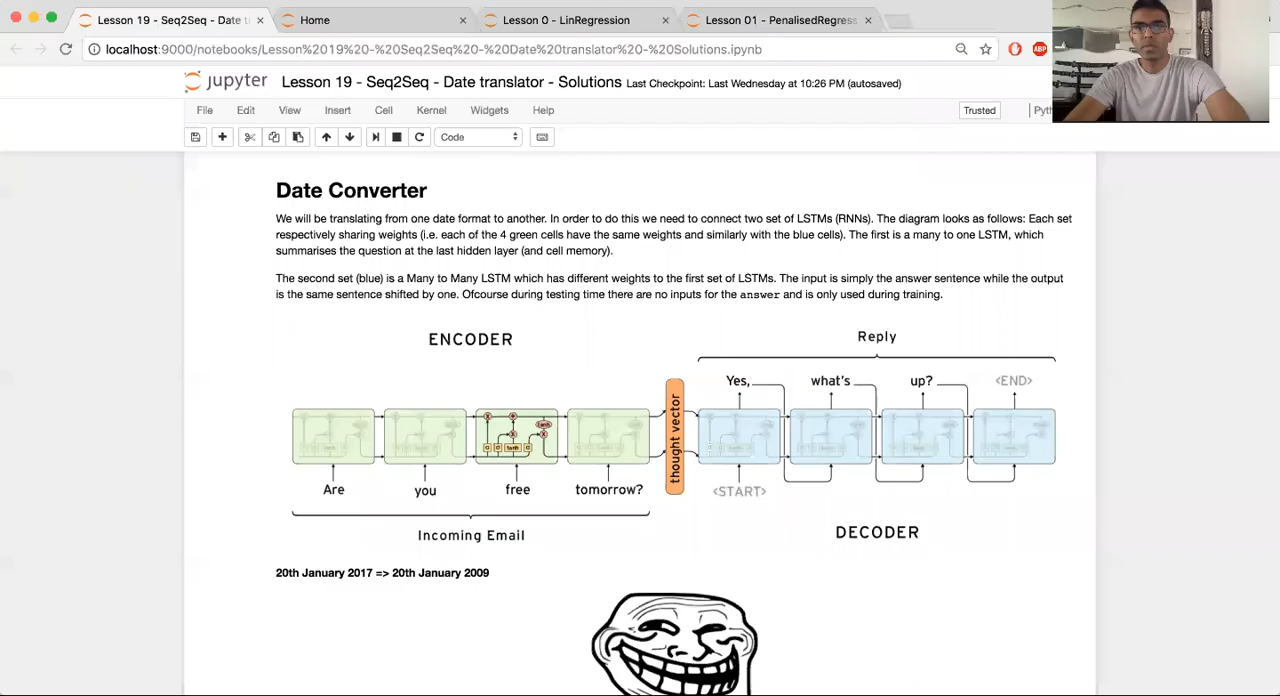 Lesson 19 - Seq2Seq - Date t
Home
Lesson 0 - LinRegression
Lesson 01 - PenalisedRegress
localhost:9000/notebooks/Lesson%2019%20-%20Seq2Seq%20-%20Date%20translator%20-%20Solutions.ipynb
ABP
jupyter Lesson 19 - Seq2Seq - Date translator - Solutions Last Checkpoint: Last Wednesday at 10:26 PM (autosaved)
File Edit View Insert Cell Kernel Widgets Help Trusted
Code
Date Converter
We will be translating from one date format to another. In order to do this we need to connect two set of LSTMs (RNNs). The diagram looks as follows: Each set
respectively sharing weights (i.e. each of the 4 green cells have the same weights and similarly with the blue cells). The first is a many to one LSTM, which
summarises the question at the last hidden layer (and cell memory).
The second set (blue) is a Many to Many LSTM which has different weights to the first set of LSTMs. The input is simply the answer sentence while the output
is the same sentence shifted by one. Ofcourse during testing time there are no inputs for the answer and is only used during training.
ENCODER
Reply
Yes, what's up? <END>
thought vector
Are you free tomorrow?
<START>
Incoming Email
DECODER
20th January 2017 => 20th January 2009